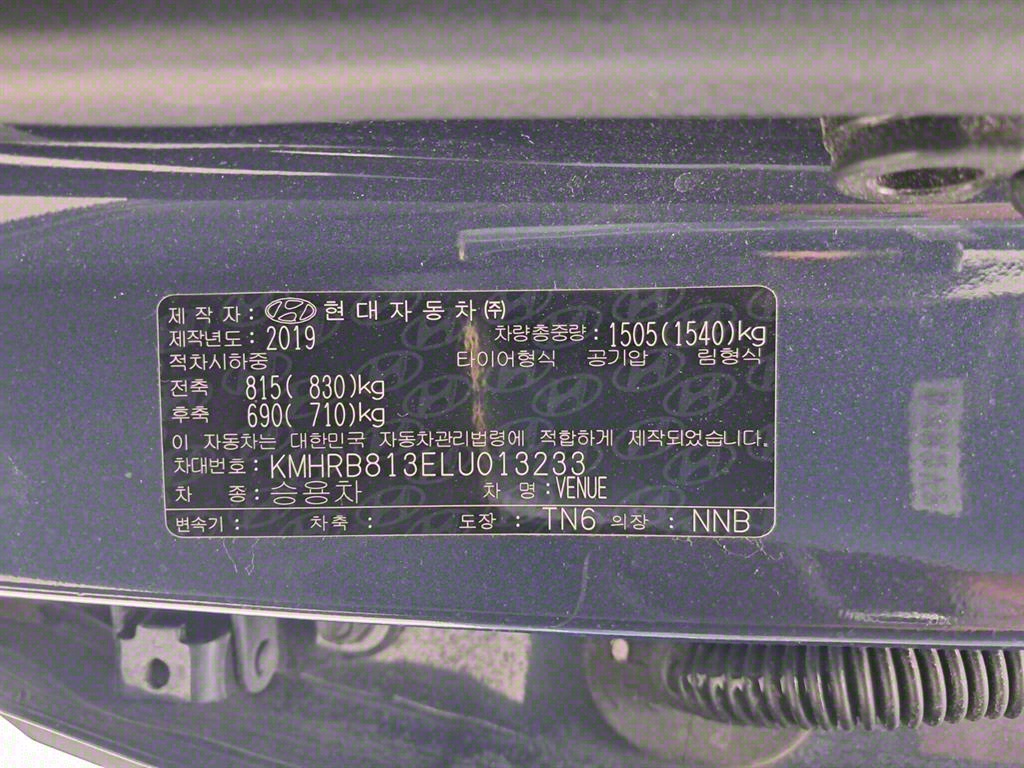 제 작 자: 현대자동차㈜
제작년도: 2019 차량총중량: 1505(1540)kg
적차시하중 타이어형식 공기압 림형식
전축 815( 830)kg
후축 690( 710)kg
이 자동차는 대한민국 자동차관리법령에 적합하게 제작되었습니다.
차대번호: KMHRB813ELU013233
차 종: 승용차 차 명:VENUE
변속기: 차축: 도장: TN6 의장: NNB